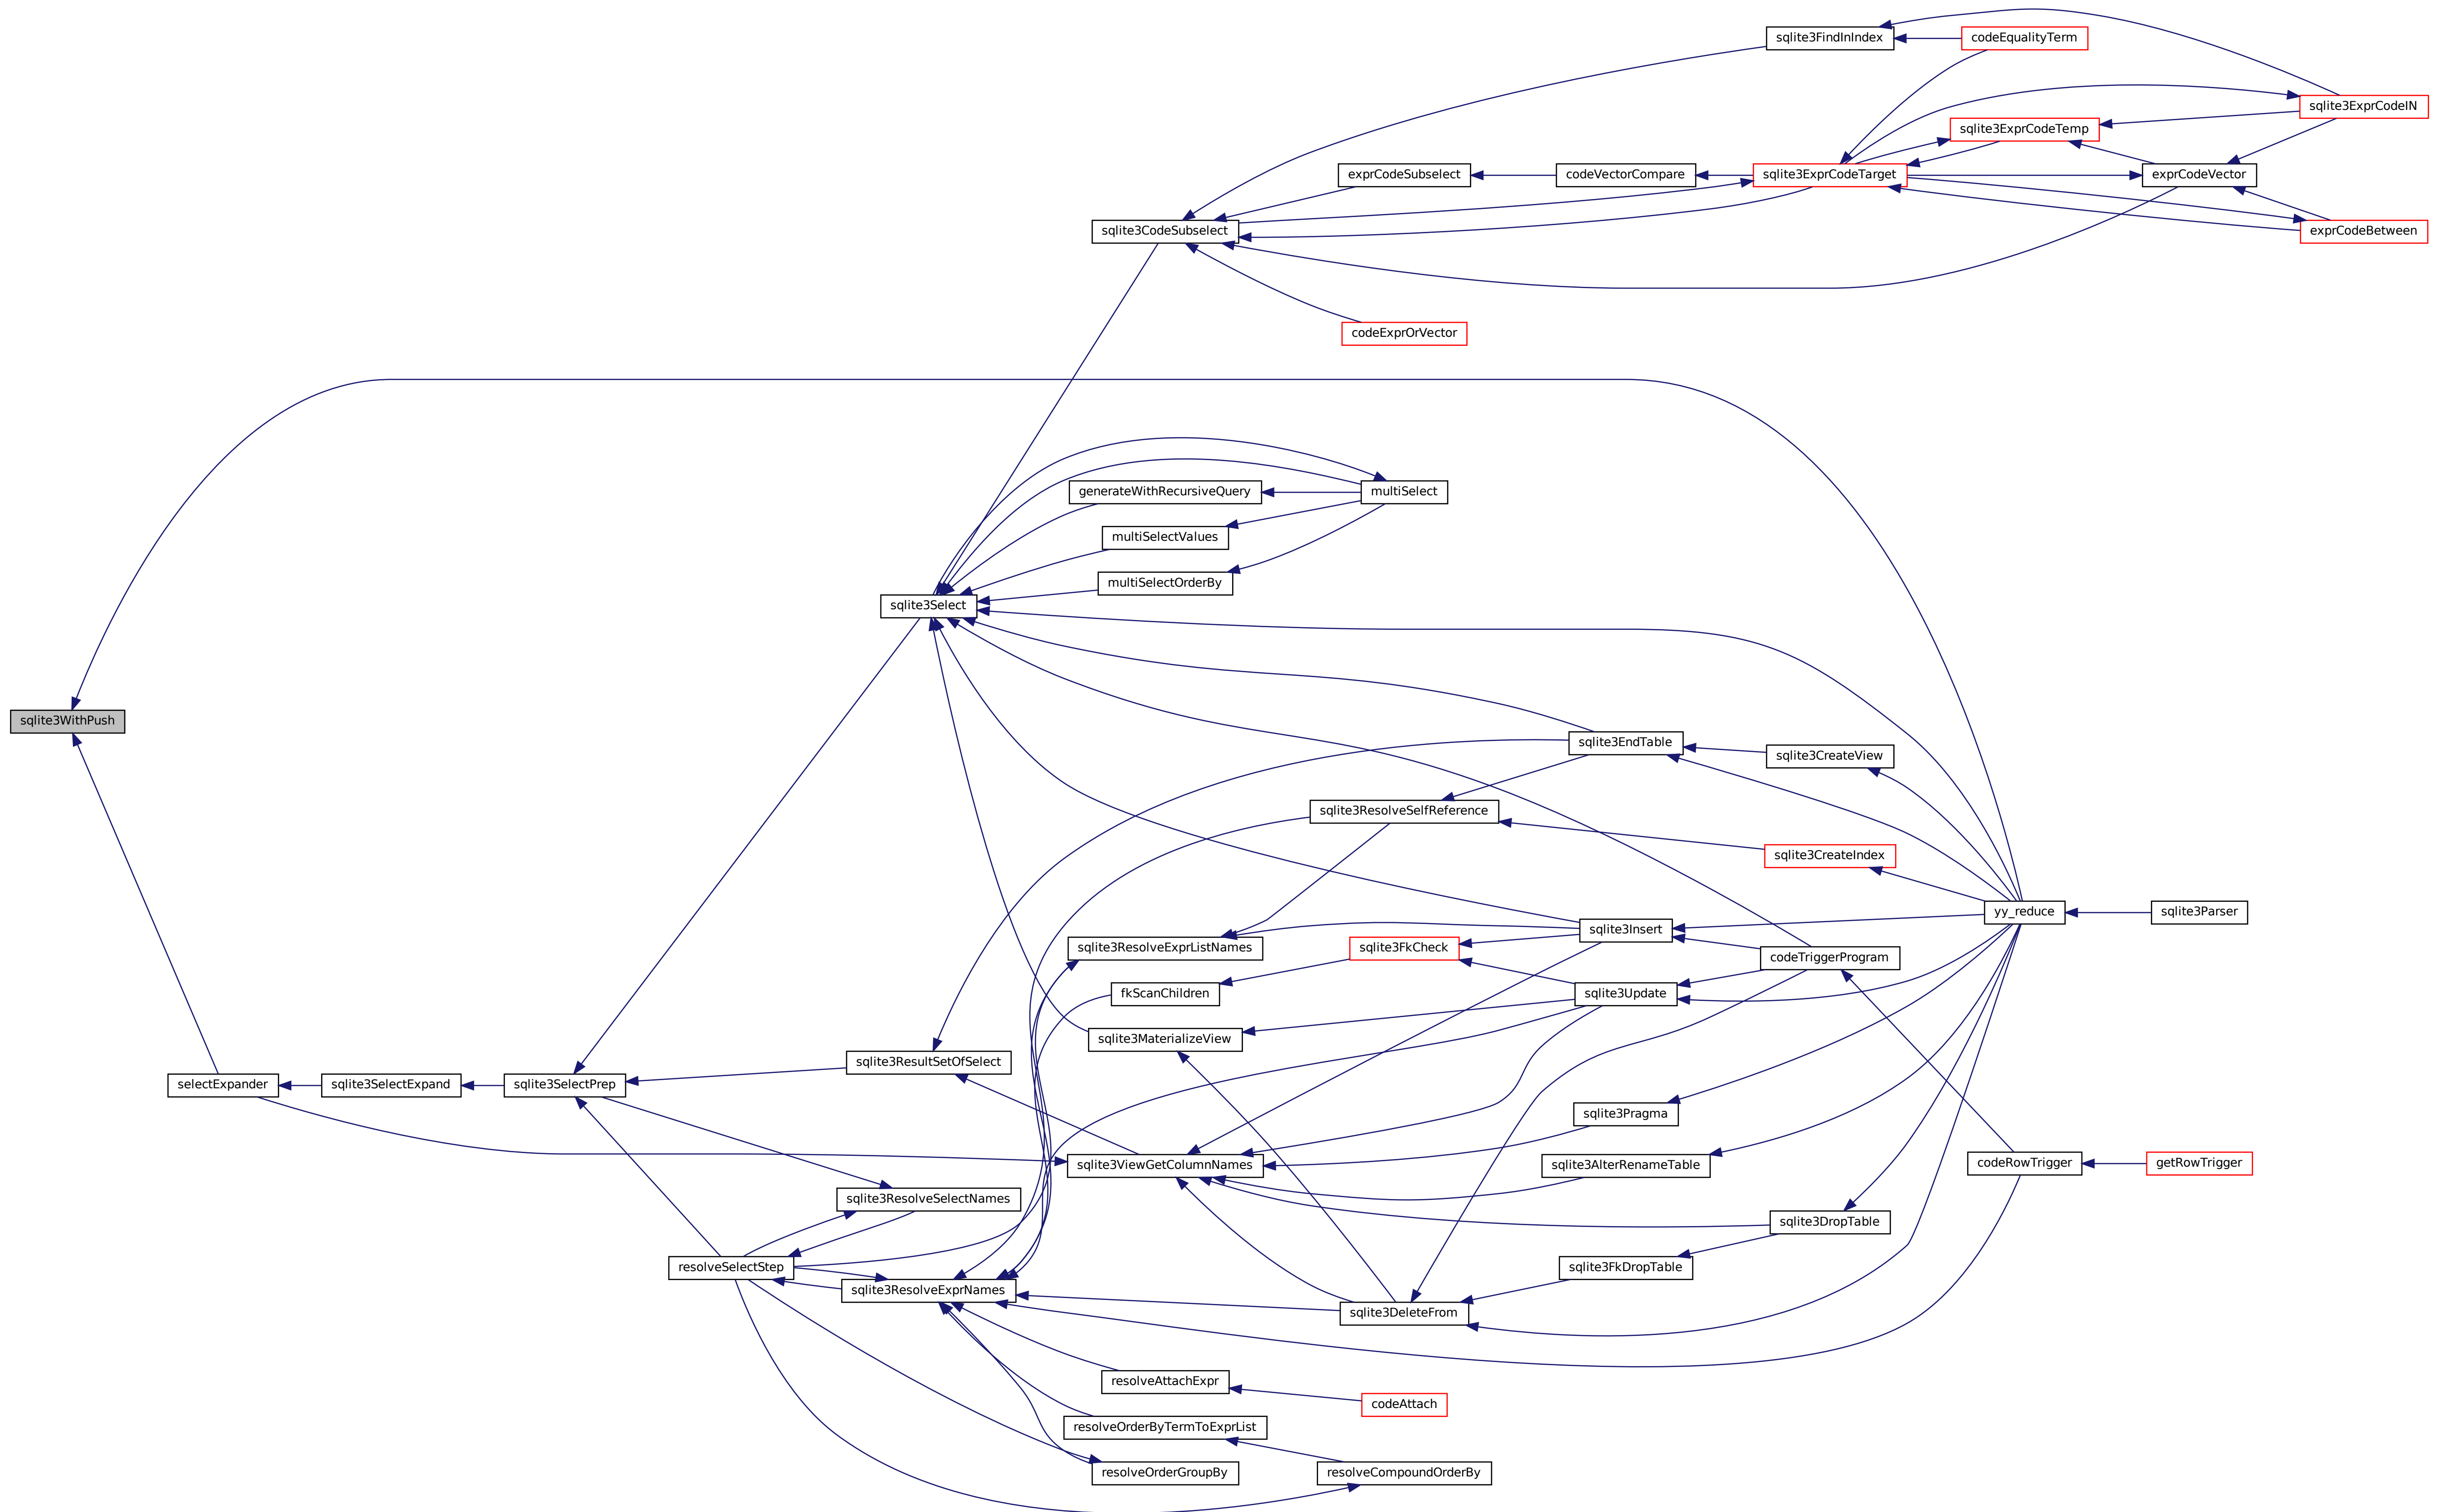 sqlite3FindInIndex
codeEqualityTerm
sqlite3ExprCodeIN
sqlite3ExprCodeTemp
exprCodeSubselect
codeVectorCompare
sqlite3ExprCodeTarget
exprCodeVector
sqlite3CodeSubselect
exprCodeBetween
codeExprOrVector
generateWithRecursiveQuery
multiSelect
multiSelectValues
multiSelectOrderBy
sqlite3Select
sqlite3WithPush
sqlite3EndTable
sqlite3CreateView
sqlite3ResolveSelfReference
sqlite3CreateIndex
yy_reduce
sqlite3Parser
sqlite3Insert
sqlite3ResolveExprListNames
sqlite3FkCheck
codeTriggerProgram
fkScanChildren
sqlite3Update
sqlite3MaterializeView
sqlite3ResultSetOfSelect
selectExpander
sqlite3SelectExpand
sqlite3SelectPrep
sqlite3Pragma
sqlite3ViewGetColumnNames
sqlite3AlterRenameTable
codeRowTrigger
getRowTrigger
sqlite3ResolveSelectNames
sqlite3DropTable
resolveSelectStep
sqlite3FkDropTable
sqlite3ResolveExprNames
sqlite3DeleteFrom
resolveAttachExpr
codeAttach
resolveOrderByTermToExprList
resolveOrderGroupBy
resolveCompoundOrderBy